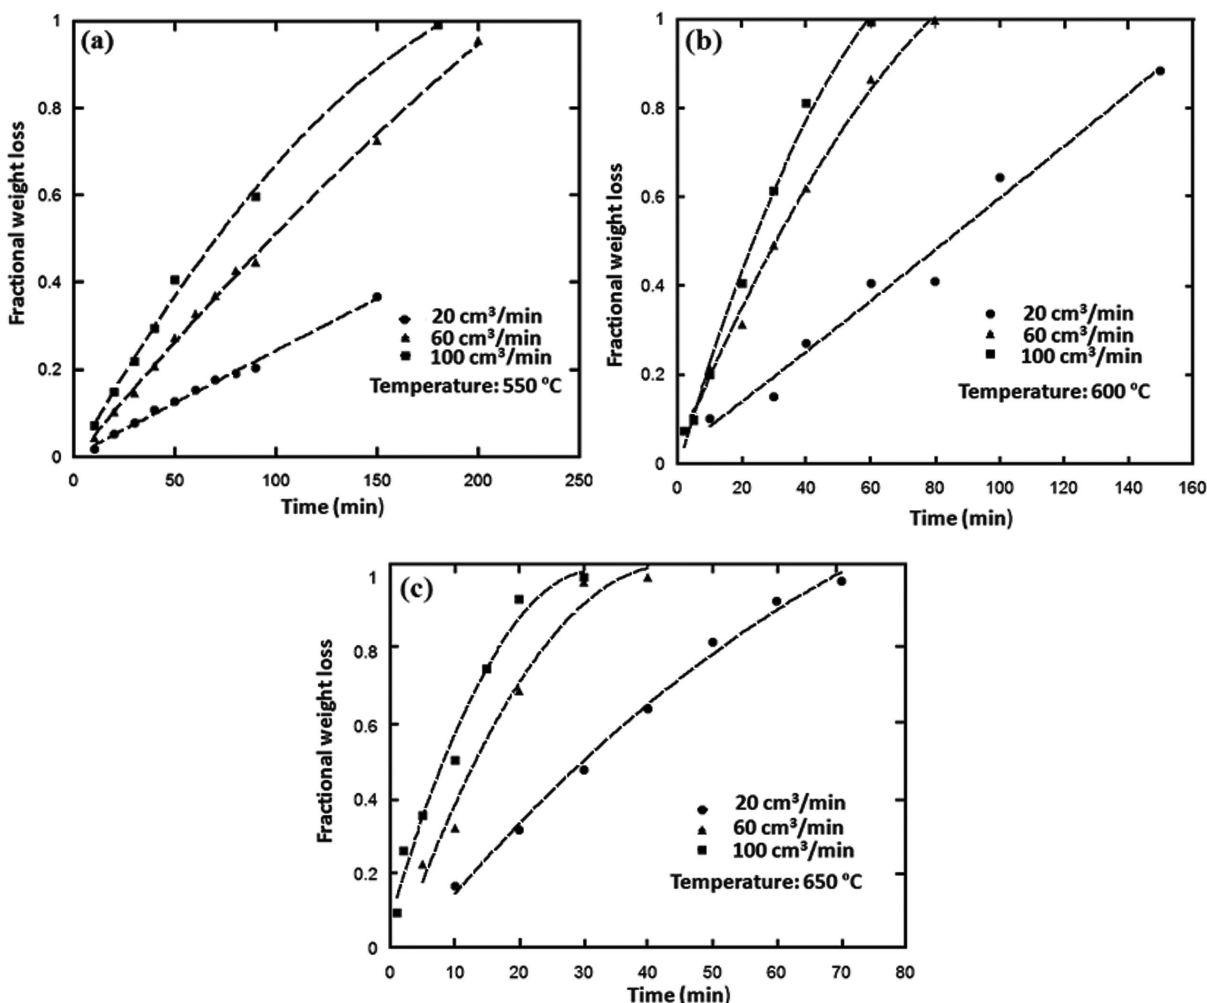 (a)
Fractional weight loss
1
0.8
0.6
0.4
0.2
0
0 50 100 150 200 250
Time (min)
20 cm³/min
60 cm³/min
100 cm³/min
Temperature: 550 ºC
(b)
Fractional weight loss
1
0.8
0.6
0.4
0.2
0
0 20 40 60 80 100 120 140 160
Time (min)
20 cm³/min
60 cm³/min
100 cm³/min
Temperature: 600 ºC
(c)
Fractional weight loss
1
0.8
0.6
0.4
0.2
0
0 10 20 30 40 50 60 70 80
Time (min)
20 cm³/min
60 cm³/min
100 cm³/min
Temperature: 650 ºC